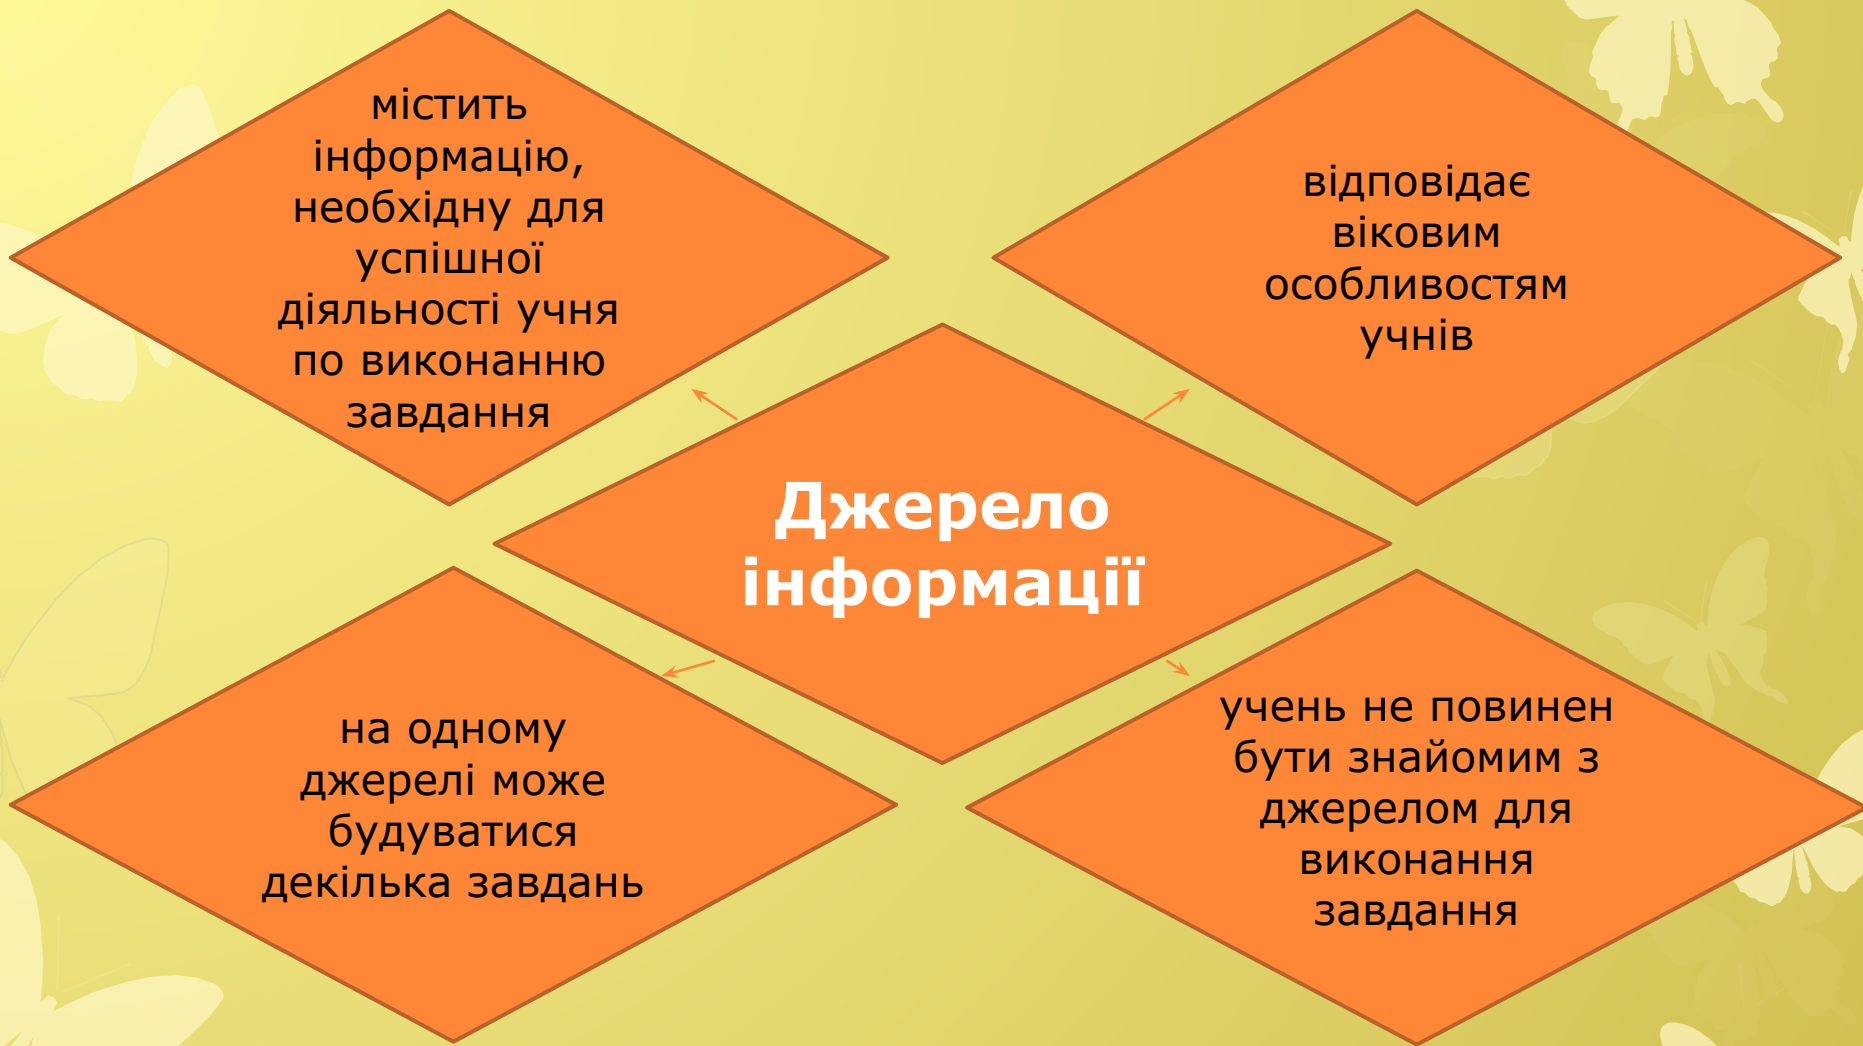 містить
інформацію,
необхідну для
успішної
діяльності учня
по виконанню
завдання
відповідає
віковим
особливостям
учнів
Джерело
інформації
на одному
джерелі може
будуватися
декілька завдань
учень не повинен
бути знайомим з
джерелом для
виконання
завдання